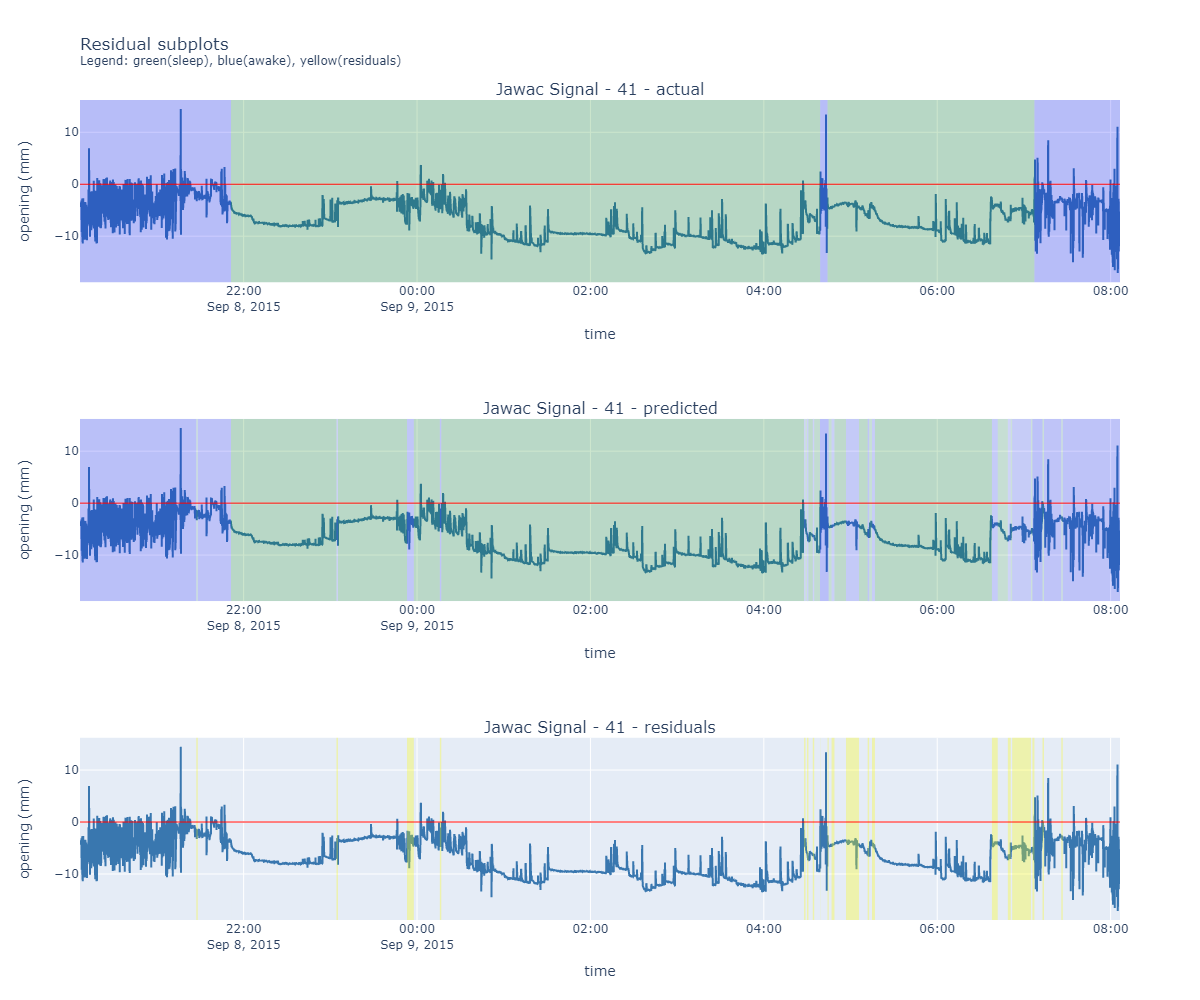 Residual subplots
Legend: green(sleep), blue(awake), yellow(residuals)
Jawac Signal - 41 - actual
opening (mm)
10
0
−10
22:00 00:00 02:00 04:00 06:00 08:00
Sep 8, 2015 Sep 9, 2015
time
Jawac Signal - 41 - predicted
opening (mm)
10
0
−10
22:00 00:00 02:00 04:00 06:00 08:00
Sep 8, 2015 Sep 9, 2015
time
Jawac Signal - 41 - residuals
opening (mm)
10
0
−10
22:00 00:00 02:00 04:00 06:00 08:00
Sep 8, 2015 Sep 9, 2015
time